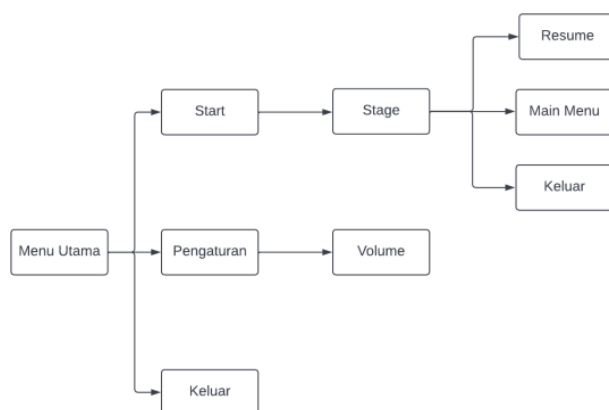 Resume
Start
Stage
Main Menu
Keluar
Menu Utama
Pengaturan
Volume
Keluar